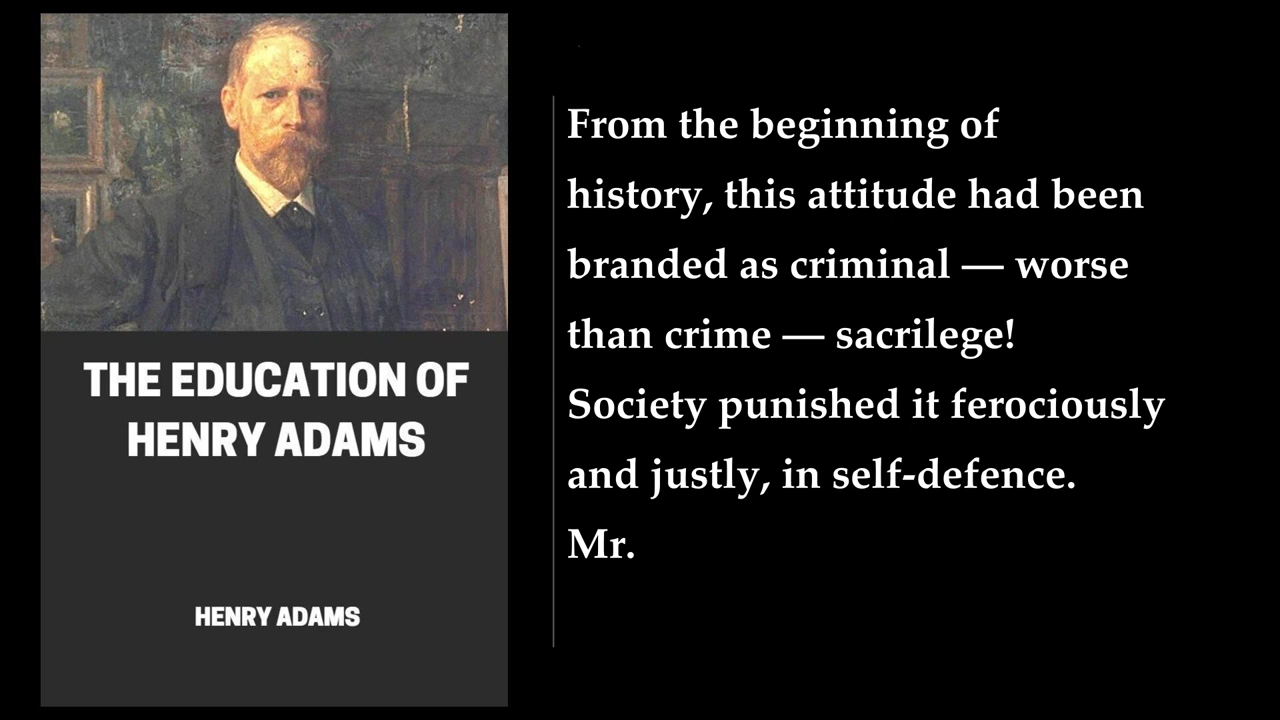 THE EDUCATION OF
HENRY ADAMS
HENRY ADAMS
From the beginning of
history, this attitude had been
branded as criminal — worse
than crime — sacrilege!
Society punished it ferociously
and justly, in self-defence.
Mr.